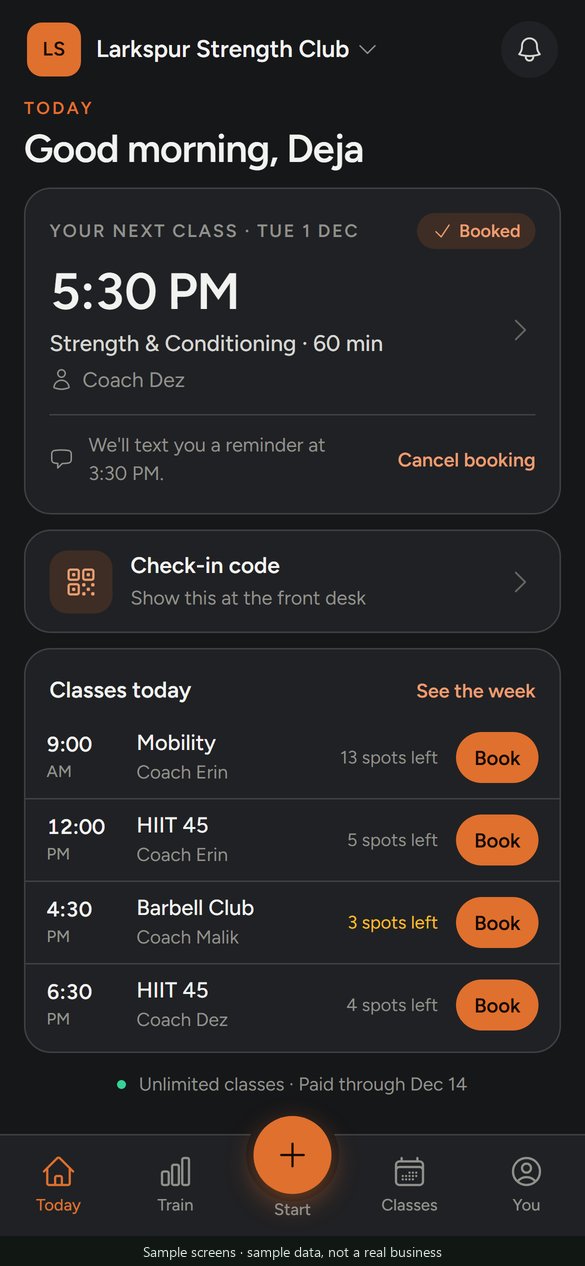 LS
Larkspur Strength Club
TODAY
Good morning, Deja
YOUR NEXT CLASS · TUE 1 DEC
Booked
5:30 PM
Strength & Conditioning · 60 min
Coach Dez
We'll text you a reminder at
3:30 PM.
Cancel booking
Check-in code
Show this at the front desk
Classes today
See the week
9:00
AM
Mobility
Coach Erin
13 spots left
Book
12:00
PM
HIIT 45
Coach Erin
5 spots left
Book
4:30
PM
Barbell Club
Coach Malik
3 spots left
Book
6:30
PM
HIIT 45
Coach Dez
4 spots left
Book
Unlimited classes · Paid through Dec 14
Today
Train
Start
Classes
You
Sample screens · sample data, not a real business